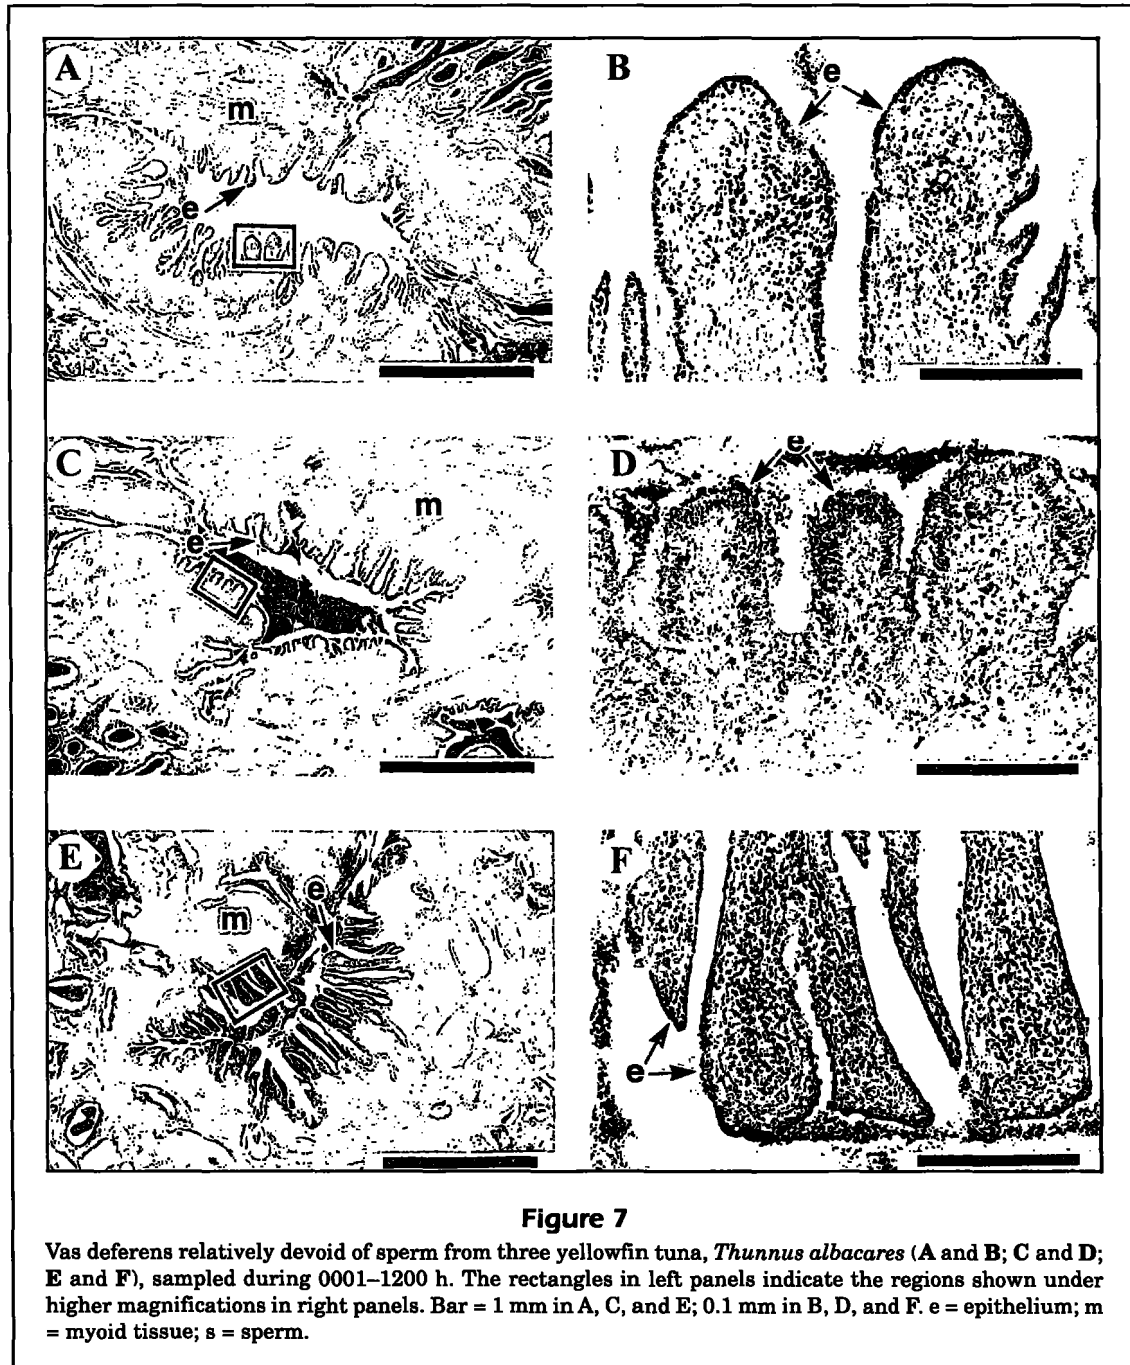 A
m
e
B
e
C
m
e
D
e
E
e
m
F
e
Figure 7
Vas deferens relatively devoid of sperm from three yellowfin tuna, Thunnus albacares (A and B; C and D;
E and F), sampled during 0001–1200 h. The rectangles in left panels indicate the regions shown under
higher magnifications in right panels. Bar = 1 mm in A, C, and E; 0.1 mm in B, D, and F. e = epithelium; m
= myoid tissue; s = sperm.